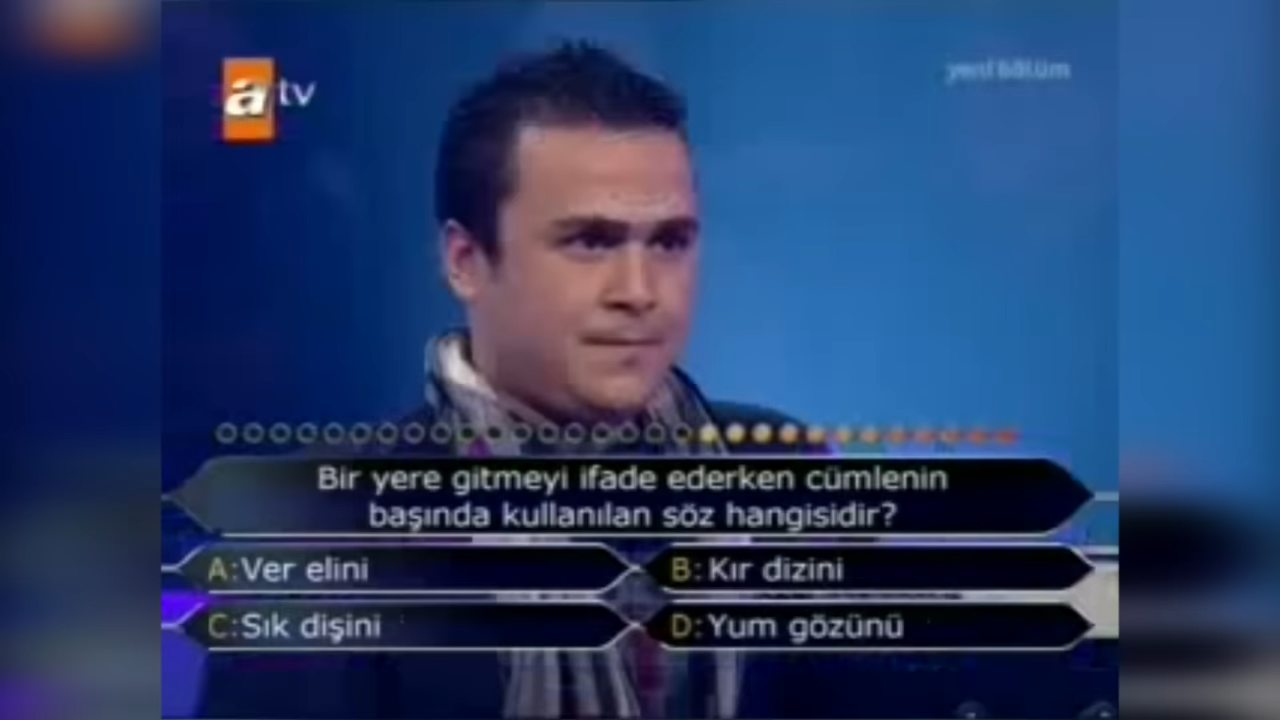 atv
yeni bölüm
Bir yere gitmeyi ifade ederken cümlenin
başında kullanılan söz hangisidir?
A: Ver elini
B: Kır dizini
C: Sık dişini
D: Yum gözünü